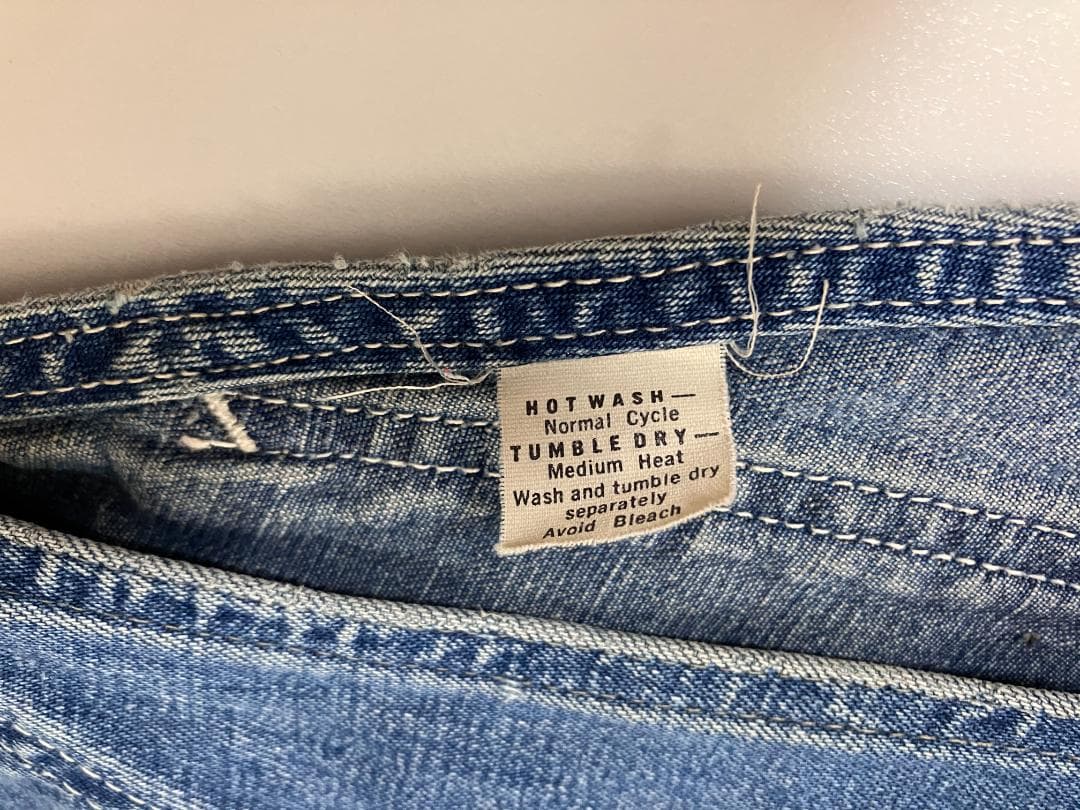 HOT WASH—
Normal Cycle
TUMBLE DRY—
Medium Heat
Wash and tumble dry
separately
Avoid Bleach